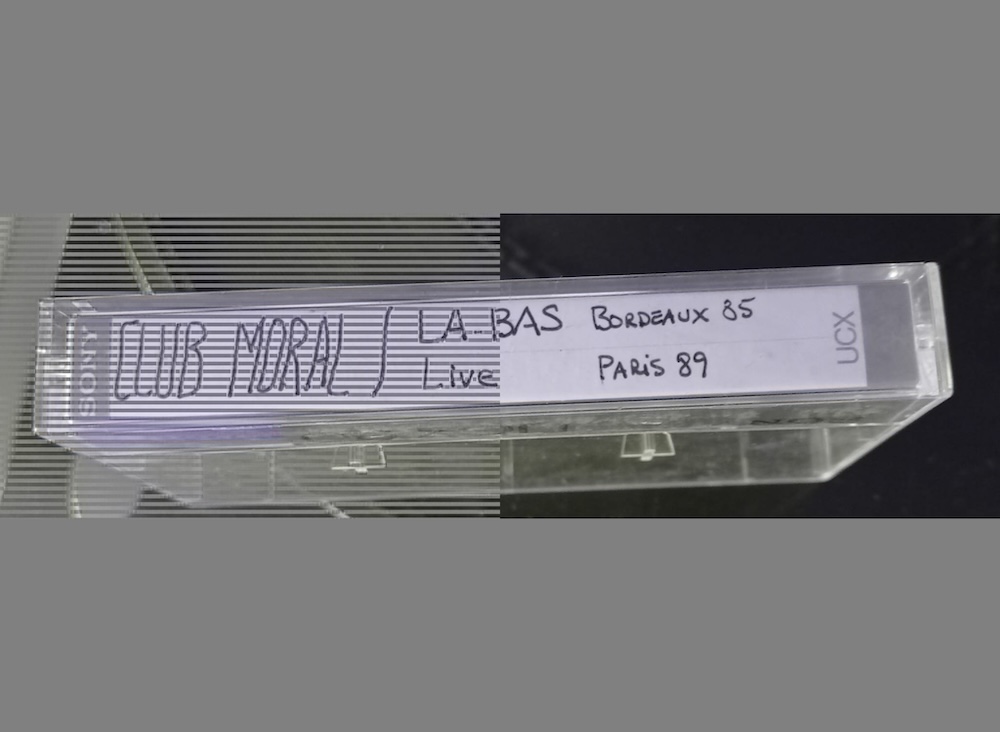 SONY
CLUB MORAL / LA-BAS BORDEAUX 85
Live PARiS 89
UCX